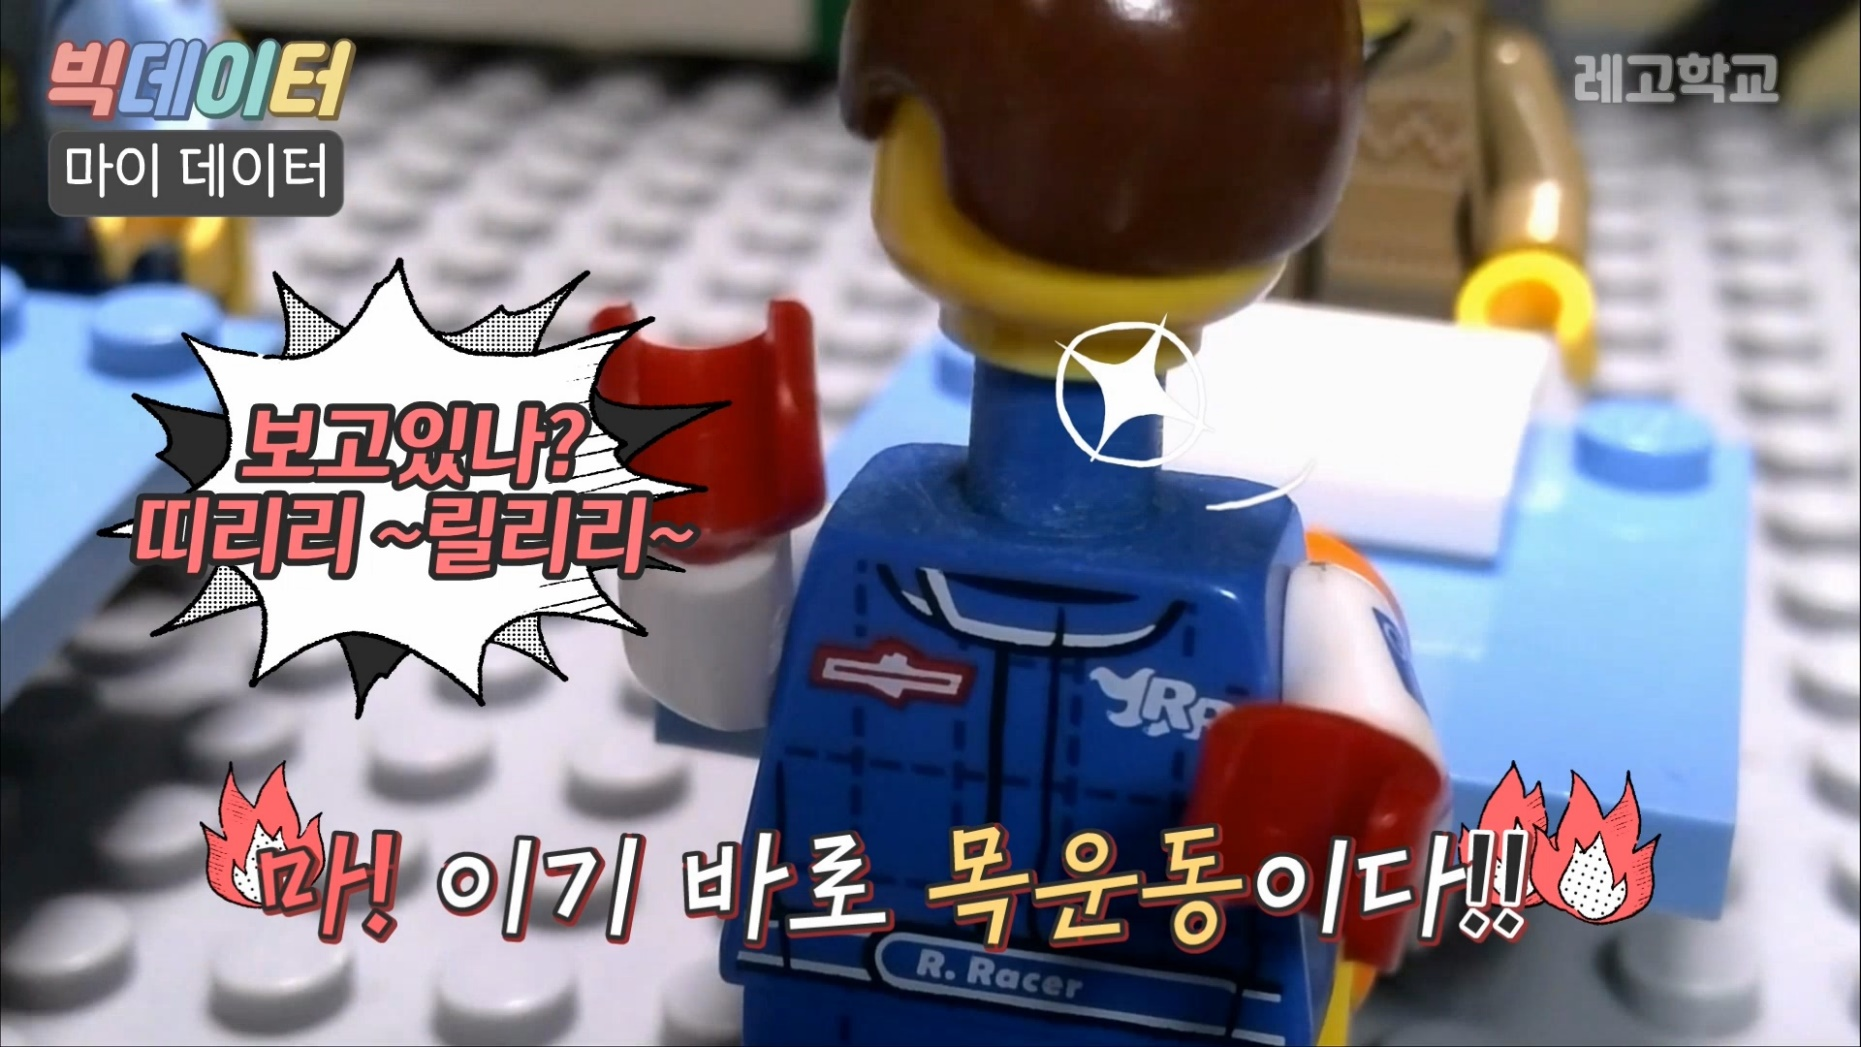 빅데이터
마이 데이터
레고학교
보고있나?
띠리리 ~릴리리~
마! 이기 바로 목운동이다!!
R. Racer